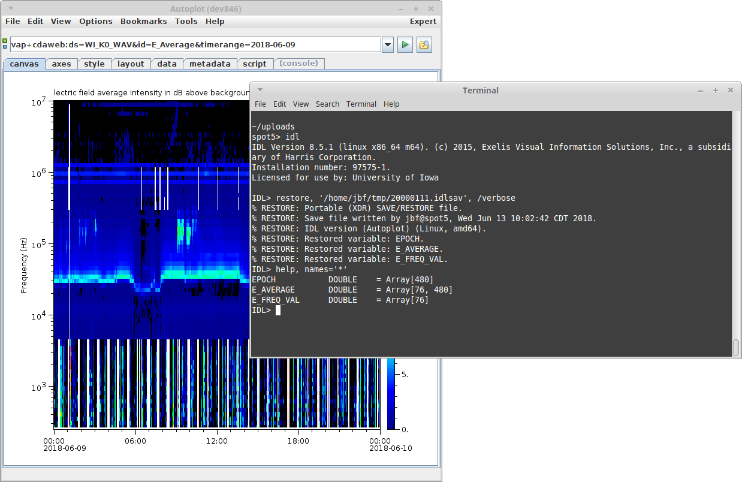 Autoplot (dev846)
File Edit View Options Bookmarks Tools Help Expert
vap+cdaweb:ds=WI_K0_WAV&id=E_Average&timerange=2018-06-09
canvas axes style layout data metadata script (console)
lectric field average intensity in dB above backgroun
10^7
10^6
10^5
10^4
10^3
Frequency (Hz)
00:00 06:00 12:00 18:00 00:00
2018-06-09 2018-06-10
5.
0.
Terminal
File Edit View Search Terminal Help
~/uploads
spot5> idl
IDL Version 8.5.1 (linux x86_64 m64). (c) 2015, Exelis Visual Information Solutions, Inc., a subsidi
ary of Harris Corporation.
Installation number: 97575-1.
Licensed for use by: University of Iowa
IDL> restore, '/home/jbf/tmp/20000111.idlsav', /verbose
% RESTORE: Portable (XDR) SAVE/RESTORE file.
% RESTORE: Save file written by jbf@spot5, Wed Jun 13 10:02:42 CDT 2018.
% RESTORE: IDL version (Autoplot) (Linux, amd64).
% RESTORE: Restored variable: EPOCH.
% RESTORE: Restored variable: E_AVERAGE.
% RESTORE: Restored variable: E_FREQ_VAL.
IDL> help, names='*'
EPOCH DOUBLE = Array[480]
E_AVERAGE DOUBLE = Array[76, 480]
E_FREQ_VAL DOUBLE = Array[76]
IDL>